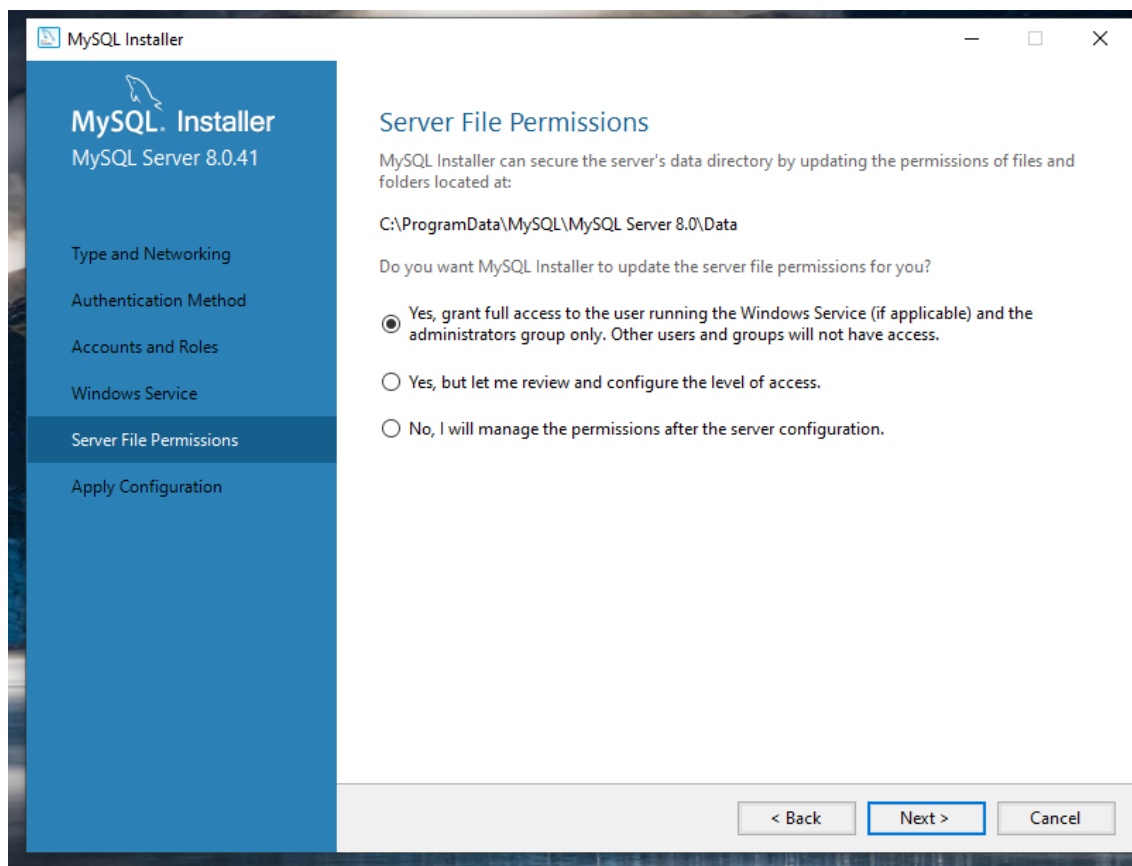 MySQL Installer
MySQL. Installer
MySQL Server 8.0.41
Type and Networking
Authentication Method
Accounts and Roles
Windows Service
Server File Permissions
Apply Configuration
Server File Permissions
MySQL Installer can secure the server's data directory by updating the permissions of files and
folders located at:
C:\ProgramData\MySQL\MySQL Server 8.0\Data
Do you want MySQL Installer to update the server file permissions for you?
Yes, grant full access to the user running the Windows Service (if applicable) and the
administrators group only. Other users and groups will not have access.
Yes, but let me review and configure the level of access.
No, I will manage the permissions after the server configuration.
< Back
Next >
Cancel